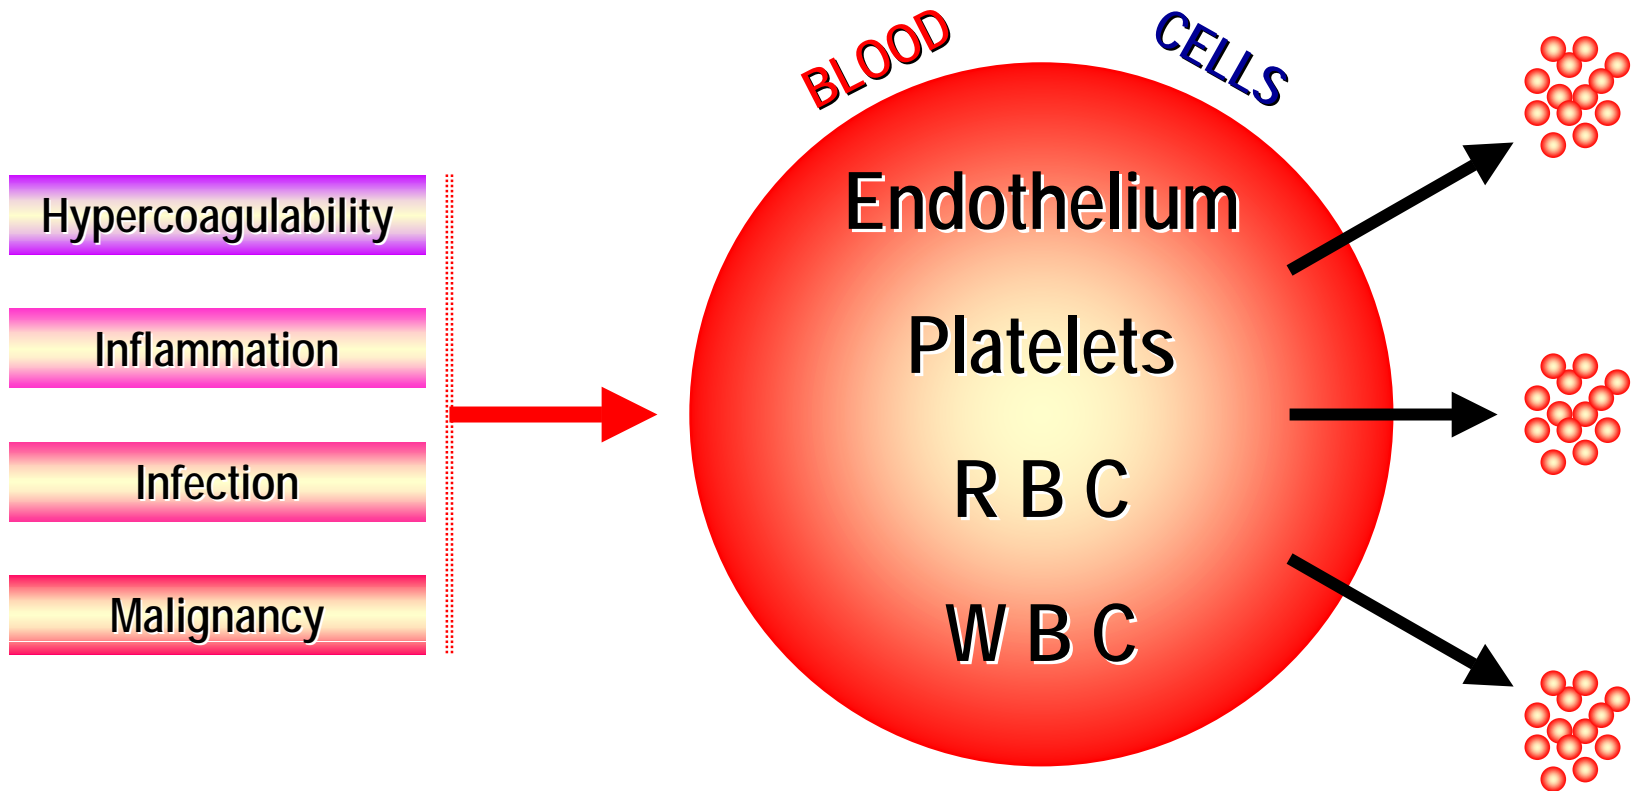 BLOOD CELLS
Hypercoagulability
Inflammation
Infection
Malignancy
Endothelium
Platelets
R B C
W B C